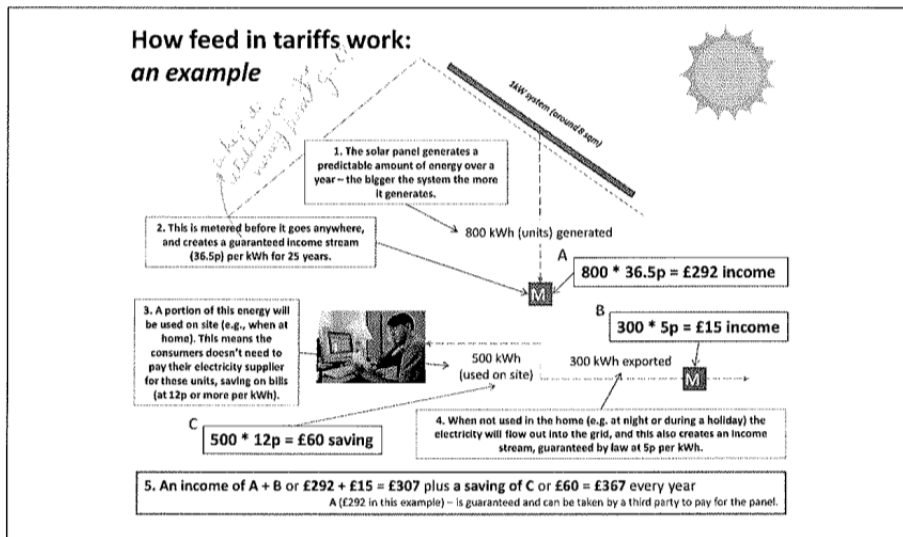 How feed in tariffs work:
an example
1kW system (around 8 sqm)
1. The solar panel generates a
predictable amount of energy over a
year – the bigger the system the more
it generates.
2. This is metered before it goes anywhere,
and creates a guaranteed income stream
(36.5p) per kWh for 25 years.
800 kWh (units) generated
A
800 * 36.5p = £292 income
M
B
300 * 5p = £15 income
3. A portion of this energy will
be used on site (e.g., when at
home). This means the
consumers doesn't need to
pay their electricity supplier
for these units, saving on bills
(at 12p or more per kWh).
500 kWh
(used on site)
300 kWh exported
M
C
500 * 12p = £60 saving
4. When not used in the home (e.g. at night or during a holiday) the
electricity will flow out into the grid, and this also creates an income
stream, guaranteed by law at 5p per kWh.
5. An income of A + B or £292 + £15 = £307 plus a saving of C or £60 = £367 every year
A (£292 in this example) – is guaranteed and can be taken by a third party to pay for the panel.